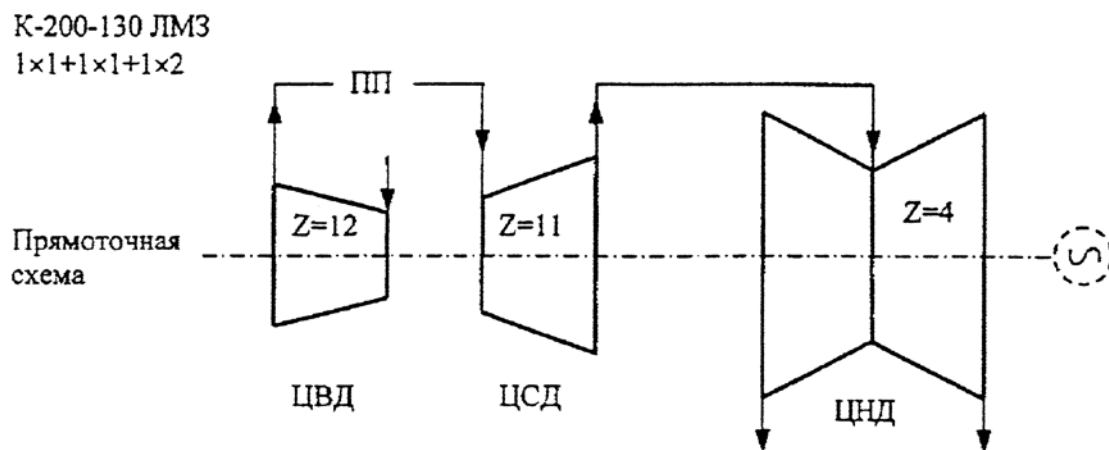 К-200-130 ЛМЗ
1×1+1×1+1×2
ПП
Z=12
Z=11
Z=4
Прямоточная
схема
ЦВД
ЦСД
ЦНД